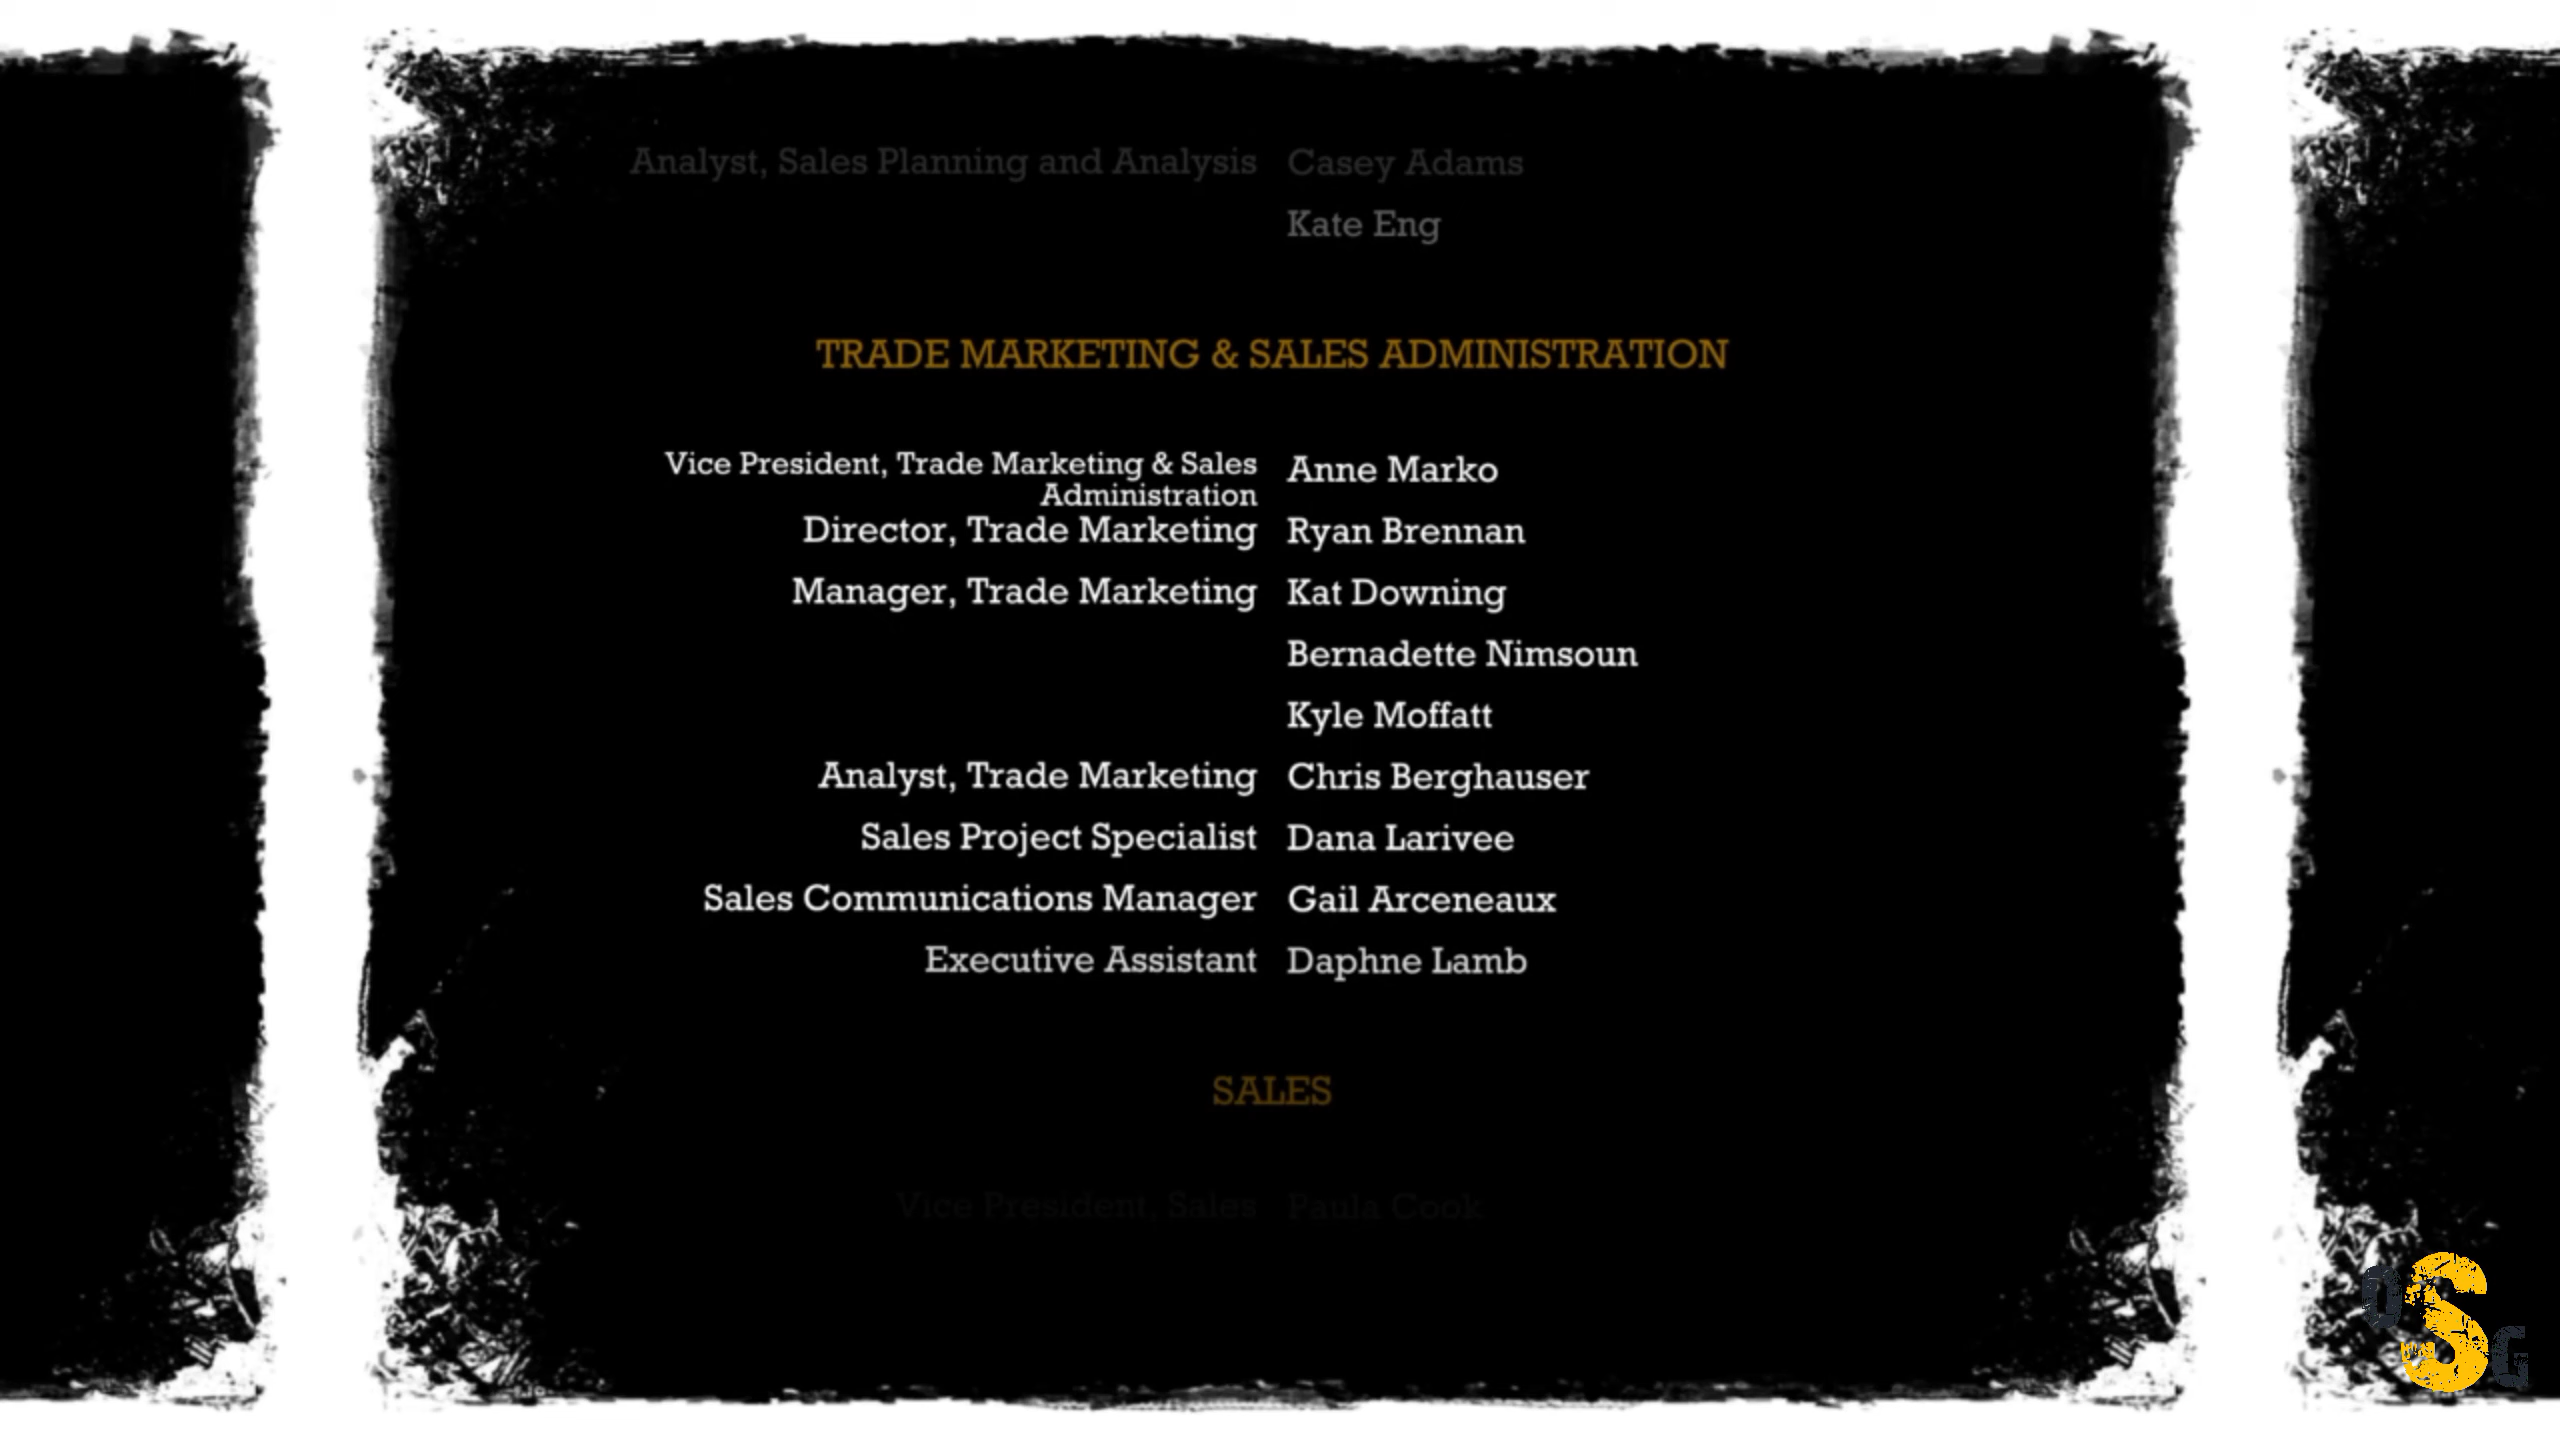 Analyst, Sales Planning and Analysis Casey Adams
Kate Eng
TRADE MARKETING & SALES ADMINISTRATION
Vice President, Trade Marketing & Sales Anne Marko
Administration
Director, Trade Marketing Ryan Brennan
Manager, Trade Marketing Kat Downing
Bernadette Nimsoun
Kyle Moffatt
Analyst, Trade Marketing Chris Berghauser
Sales Project Specialist Dana Larivee
Sales Communications Manager Gail Arceneaux
Executive Assistant Daphne Lamb
SALES
Vice President, Sales Paula Cook
OSG